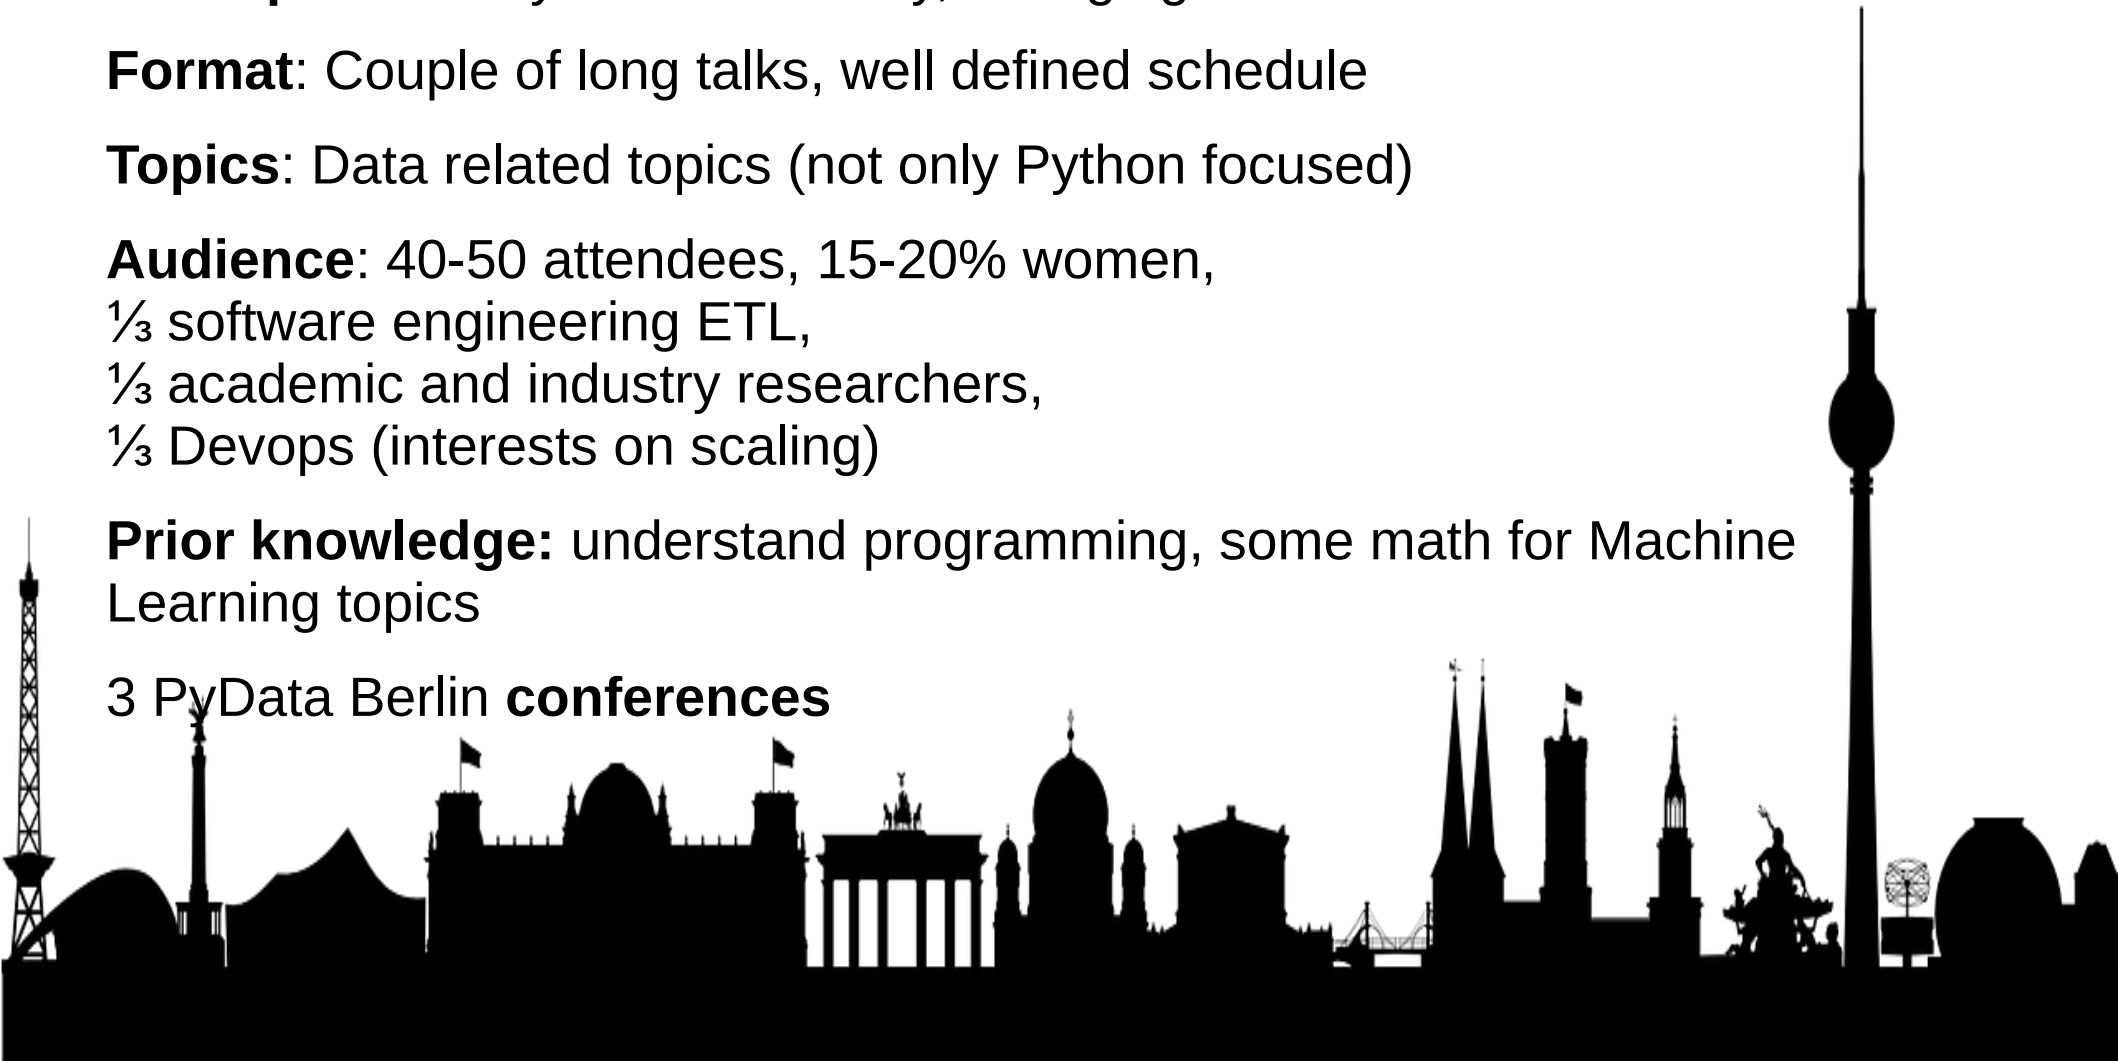 Format: Couple of long talks, well defined schedule
Topics: Data related topics (not only Python focused)
Audience: 40-50 attendees, 15-20% women,
⅓ software engineering ETL,
⅓ academic and industry researchers,
⅓ Devops (interests on scaling)
Prior knowledge: understand programming, some math for Machine
Learning topics
3 PyData Berlin conferences